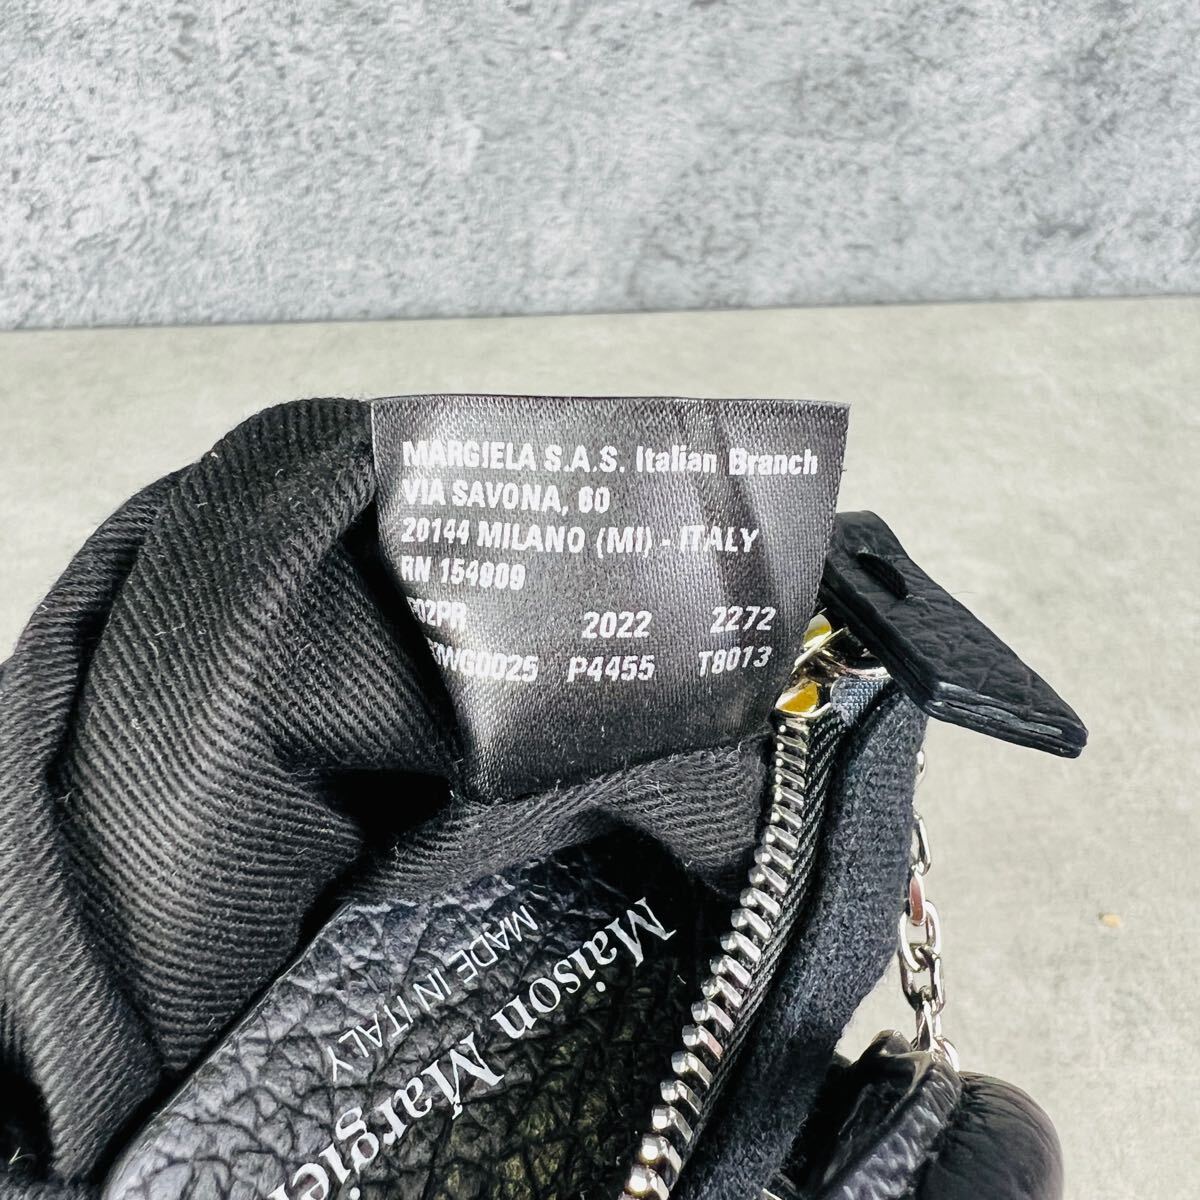 MARGIELA S.A.S. Italian Branch
VIA SAVONA, 60
20144 MILANO (MI) - ITALY
RN 154909
2022 2272
P4455 T8013
Maison Margiel
MADE IN ITALY